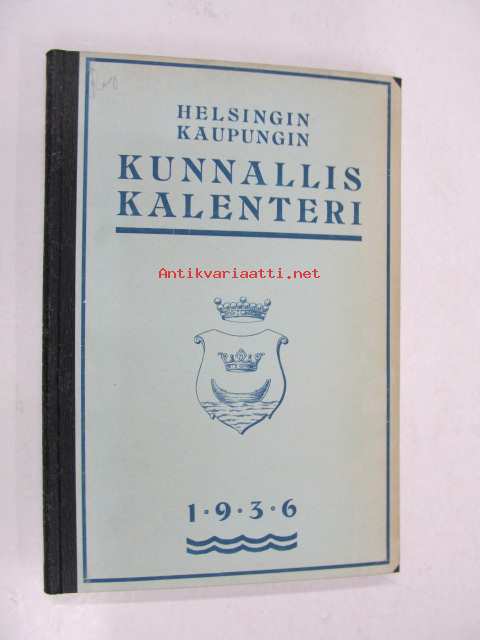 HELSINGIN
KAUPUNGIN
KUNNALLIS
KALENTERI
Antikvariaatti.net
1·9·3·6